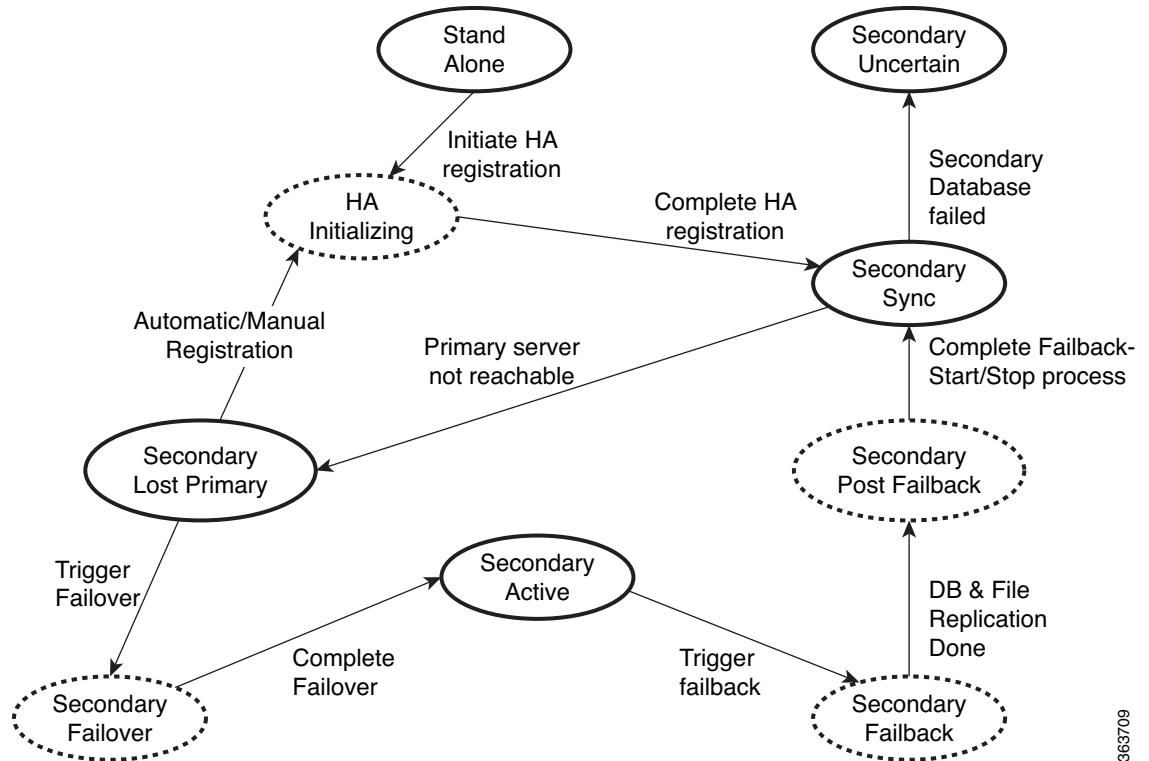 Stand
Alone
Secondary
Uncertain
Initiate HA
registration
Secondary
Database
failed
HA
Initializing
Complete HA
registration
Secondary
Sync
Automatic/Manual
Registration
Primary server
not reachable
Complete Failback-
Start/Stop process
Secondary
Lost Primary
Secondary
Post Failback
Trigger
Failover
Secondary
Active
DB & File
Replication
Done
Complete
Failover
Trigger
failback
Secondary
Failover
Secondary
Failback
363709